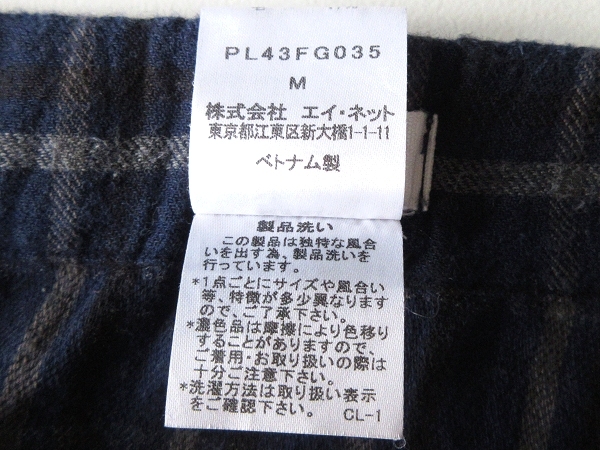 PL43FG035
M
株式会社 エイ・ネット
東京都江東区新大橋1-1-11
ベトナム製
製品洗い
この製品は独特な風合
いを出す為、製品洗いを
行っています。
*1点ごとにサイズや風合い
等、特徴が多少異なります
ので、ご了承下さい。
*濃色品は摩擦により色移り
することがありますので、
ご着用・お取り扱いの際は
十分ご注意下さい。
*洗濯方法は取り扱い表示
をご確認下さい。 CL-1